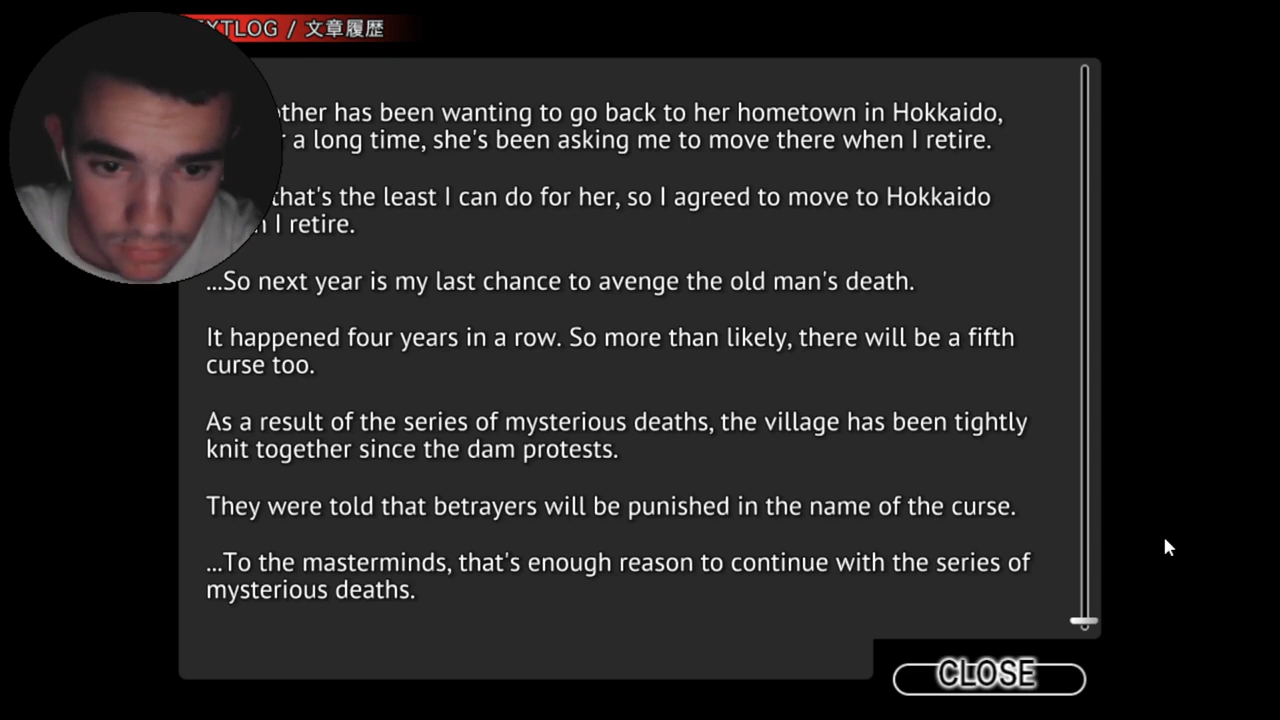 TLOG / 文章履歴
other has been wanting to go back to her hometown in Hokkaido,
a long time, she's been asking me to move there when I retire.
that's the least I can do for her, so I agreed to move to Hokkaido
I retire.
...So next year is my last chance to avenge the old man's death.
It happened four years in a row. So more than likely, there will be a fifth
curse too.
As a result of the series of mysterious deaths, the village has been tightly
knit together since the dam protests.
They were told that betrayers will be punished in the name of the curse.
...To the masterminds, that's enough reason to continue with the series of
mysterious deaths.
CLOSE